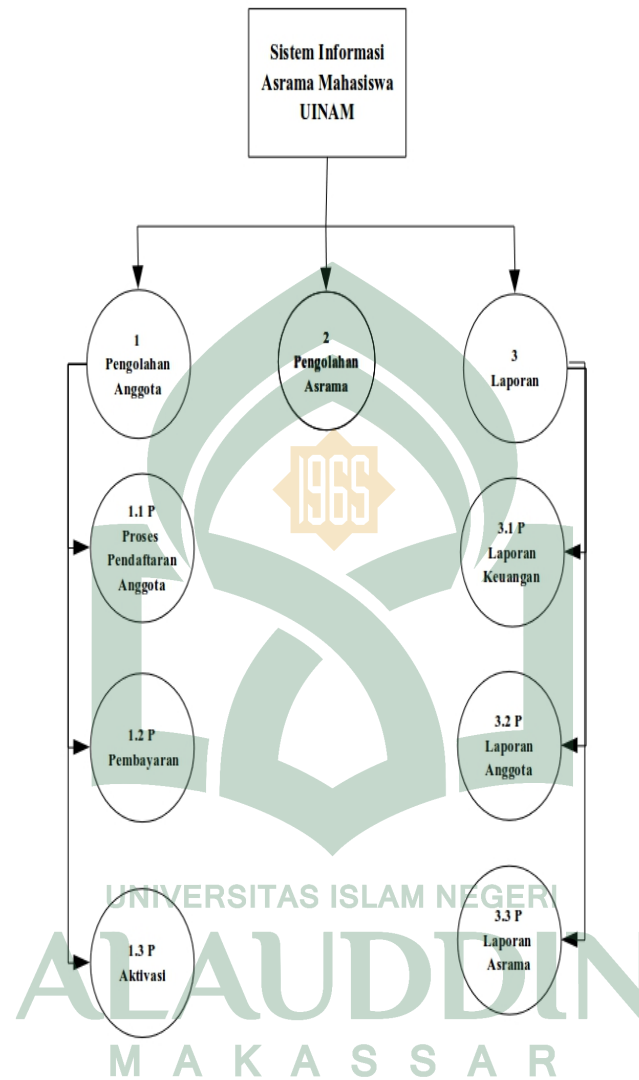 Sistem Informasi
Asrama Mahasiswa
UINAM
1
Pengolahan
Anggota
2
Pengolahan
Asrama
3
Laporan
1965
1.1 P
Proses
Pendaftaran
Anggota
3.1 P
Laporan
Keuangan
1.2 P
Pembayaran
3.2 P
Laporan
Anggota
1.3 P
Aktivasi
3.3 P
Laporan
Asrama
UNIVERSITAS ISLAM NEGERI
ALAUDDIN
MAKASSAR